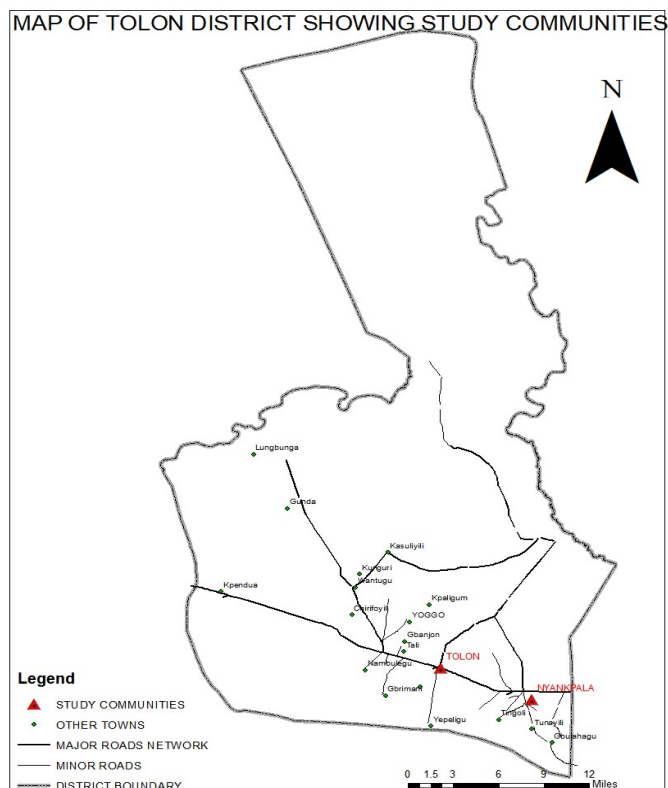 MAP OF TOLON DISTRICT SHOWING STUDY COMMUNITIES
N
Lungbunga
Gunda
Kasuliyili
Kunguri
Wantugu
Kpendua
Kpaligum
Chirifoyili
YOGGO
Gbanjon
Tali
TOLON
Nambulegu
Gbrimani
NYANKPALA
Tingoli
Yepeligu
Tunayili
Gbulahagu
Legend
STUDY COMMUNITIES
OTHER TOWNS
MAJOR ROADS NETWORK
MINOR ROADS
DISTRICT BOUNDARY
0 1.5 3 6 9 12
Miles